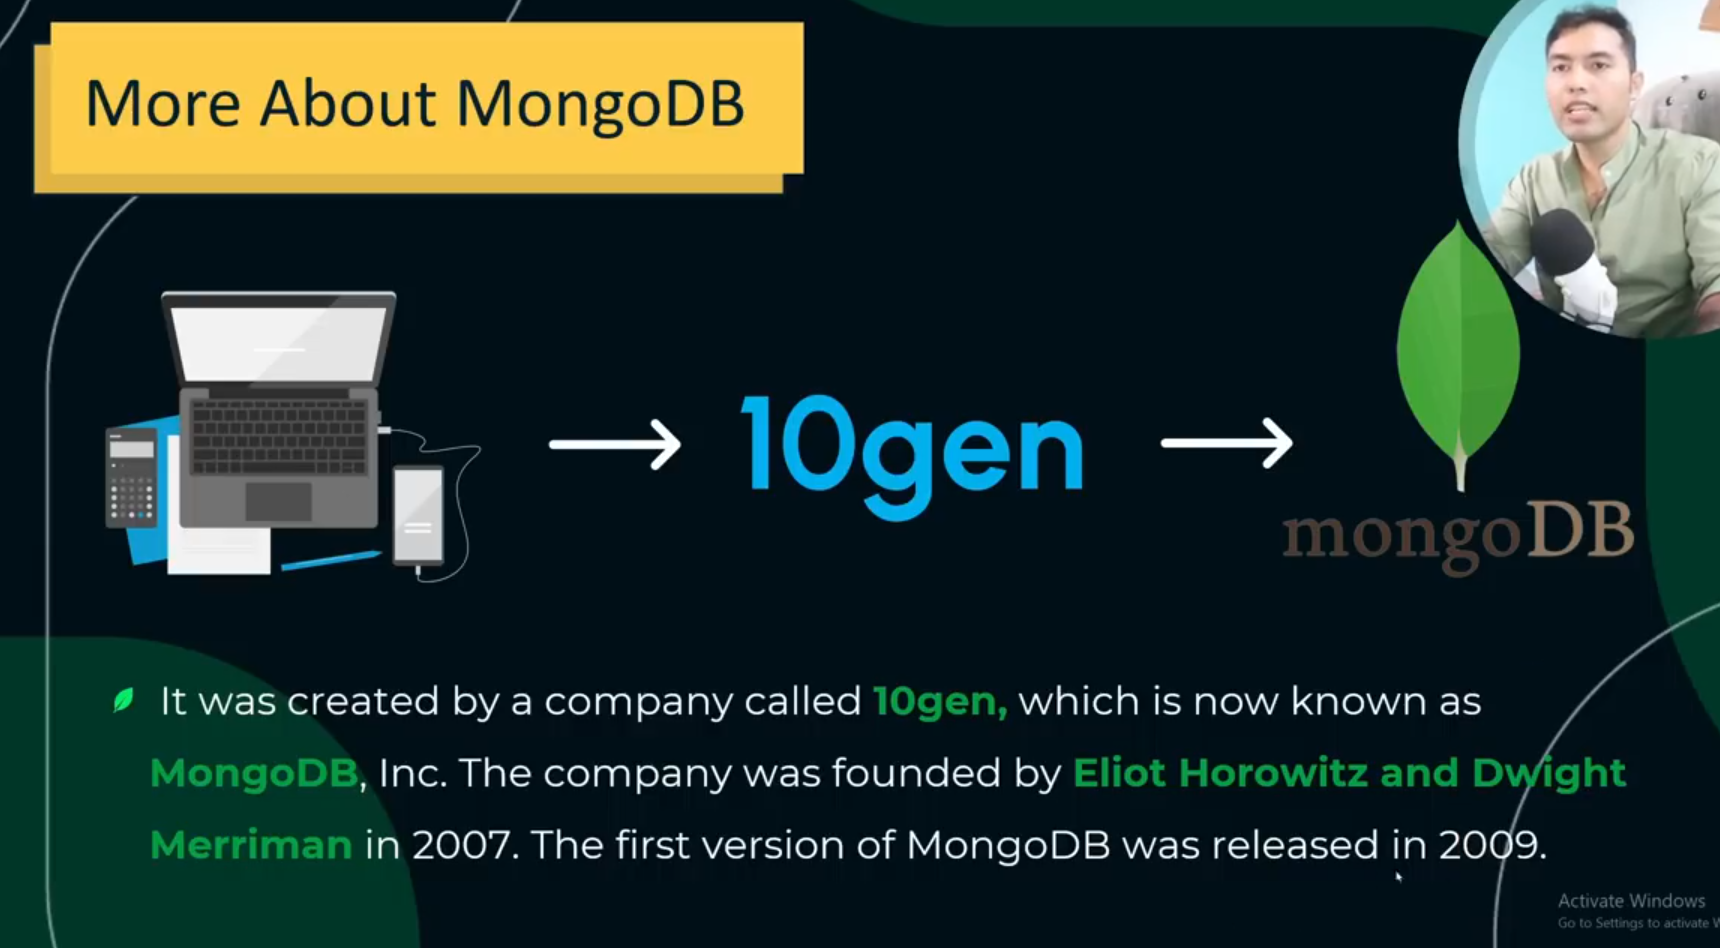 More About MongoDB
10gen
mongoDB
It was created by a company called 10gen, which is now known as
MongoDB, Inc. The company was founded by Eliot Horowitz and Dwight
Merriman in 2007. The first version of MongoDB was released in 2009.
Activate Windows
Go to Settings to activate W